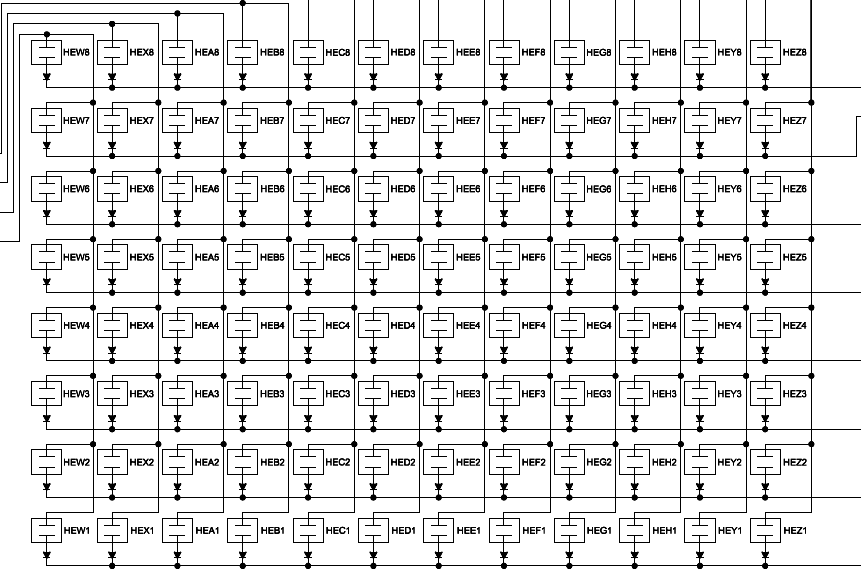 HEW8 HEX8 HEA8 HEB8 HEC8 HED8 HEE8 HEF8 HEG8 HEH8 HEY8 HEZ8
HEW7 HEX7 HEA7 HEB7 HEC7 HED7 HEE7 HEF7 HEG7 HEH7 HEY7 HEZ7
HEW6 HEX6 HEA6 HEB6 HEC6 HED6 HEE6 HEF6 HEG6 HEH6 HEY6 HEZ6
HEW5 HEX5 HEA5 HEB5 HEC5 HED5 HEE5 HEF5 HEG5 HEH5 HEY5 HEZ5
HEW4 HEX4 HEA4 HEB4 HEC4 HED4 HEE4 HEF4 HEG4 HEH4 HEY4 HEZ4
HEW3 HEX3 HEA3 HEB3 HEC3 HED3 HEE3 HEF3 HEG3 HEH3 HEY3 HEZ3
HEW2 HEX2 HEA2 HEB2 HEC2 HED2 HEE2 HEF2 HEG2 HEH2 HEY2 HEZ2
HEW1 HEX1 HEA1 HEB1 HEC1 HED1 HEE1 HEF1 HEG1 HEH1 HEY1 HEZ1